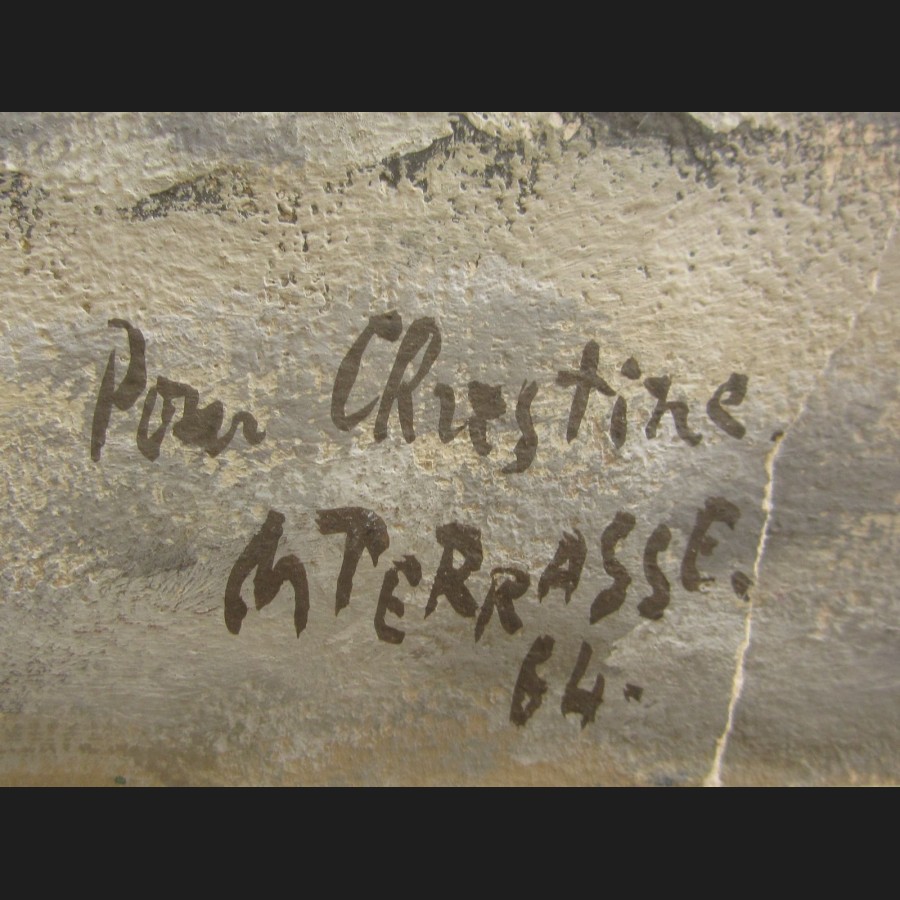 Pour Christine.
M TERRASSE.
64.